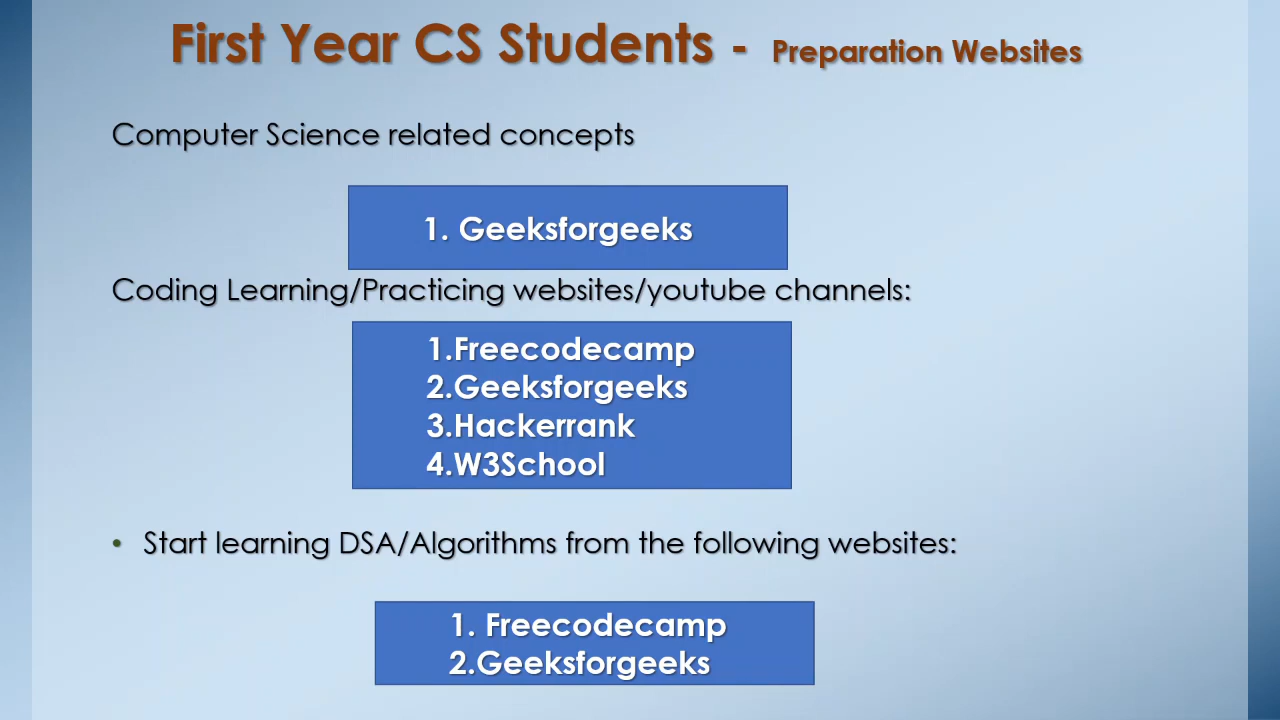 First Year CS Students - Preparation Websites
Computer Science related concepts
1. Geeksforgeeks
Coding Learning/Practicing websites/youtube channels:
1.Freecodecamp
2.Geeksforgeeks
3.Hackerrank
4.W3School
• Start learning DSA/Algorithms from the following websites:
1. Freecodecamp
2.Geeksforgeeks